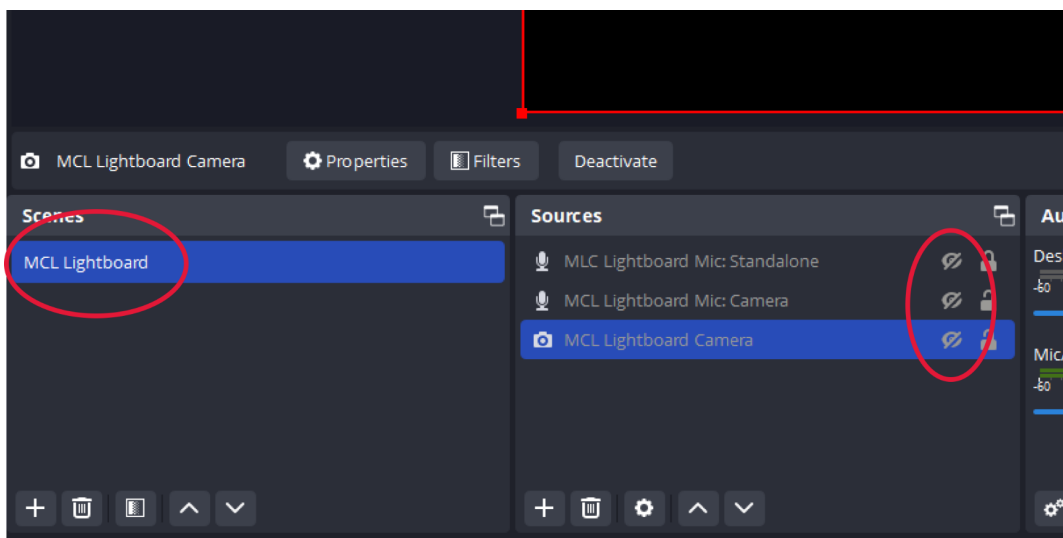 MCL Lightboard Camera Properties Filters Deactivate
Scenes Sources Au
MCL Lightboard
MLC Lightboard Mic: Standalone
MCL Lightboard Mic: Camera
MCL Lightboard Camera
Des
-60
Mic/
-60